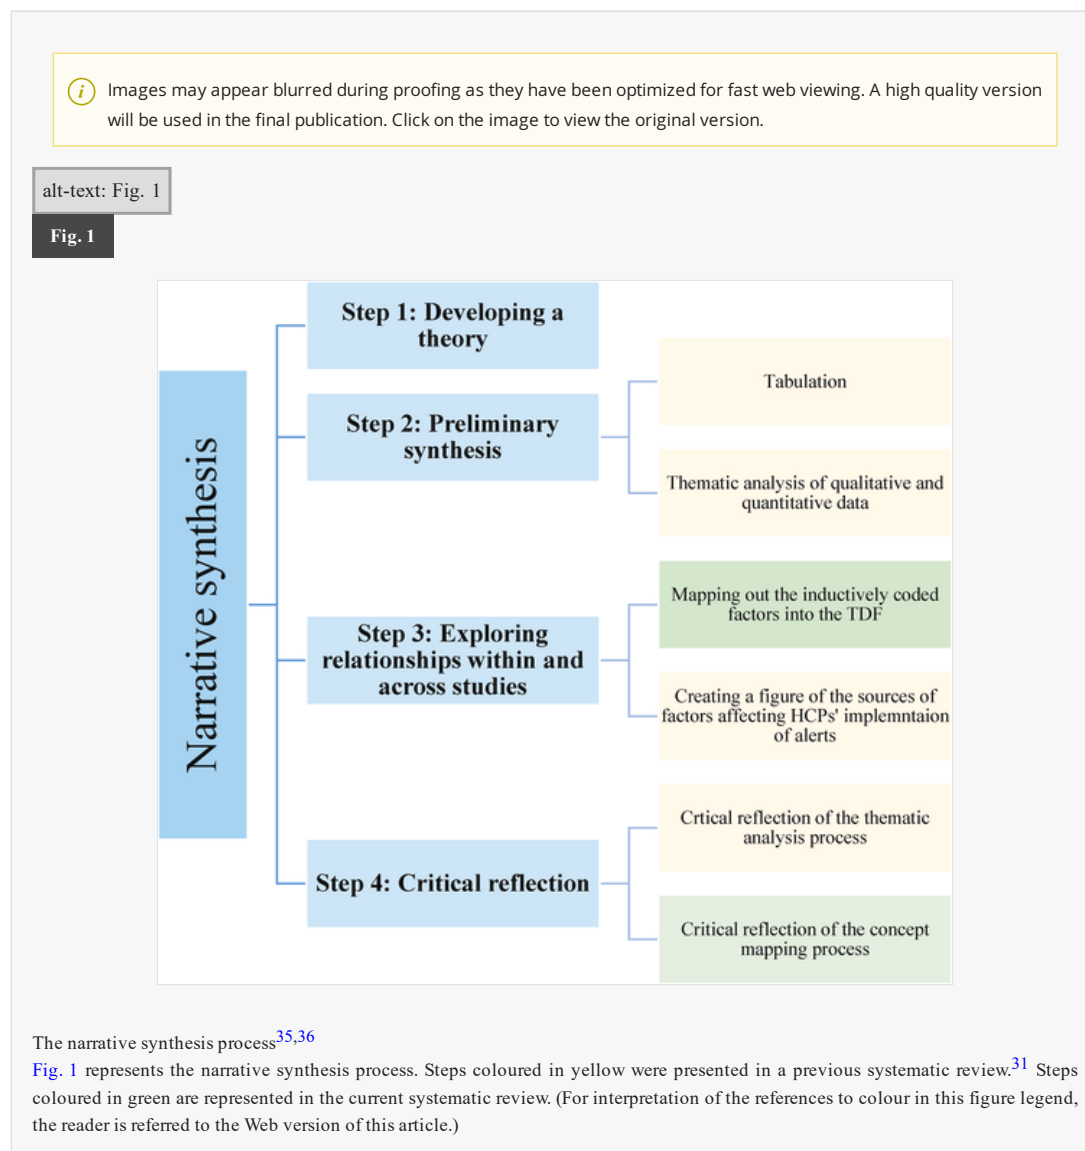 Images may appear blurred during proofing as they have been optimized for fast web viewing. A high quality version
will be used in the final publication. Click on the image to view the original version.
alt-text: Fig. 1
Fig. 1
Narrative synthesis
Step 1: Developing a
theory
Step 2: Preliminary
synthesis
Tabulation
Thematic analysis of qualitative and
quantitative data
Step 3: Exploring
relationships within and
across studies
Mapping out the inductively coded
factors into the TDF
Creating a figure of the sources of
factors affecting HCPs' implemntaion
of alerts
Step 4: Critical reflection
Crtical reflection of the thematic
analysis process
Critical reflection of the concept
mapping process
The narrative synthesis process35,36
Fig. 1 represents the narrative synthesis process. Steps coloured in yellow were presented in a previous systematic review.31 Steps
coloured in green are represented in the current systematic review. (For interpretation of the references to colour in this figure legend,
the reader is referred to the Web version of this article.)